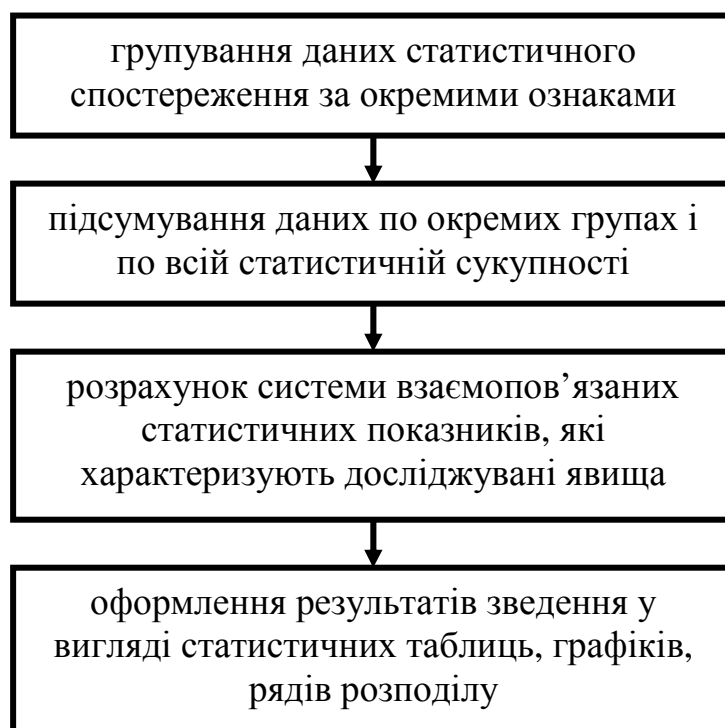 групування даних статистичного
спостереження за окремими ознаками
підсумування даних по окремих групах і
по всій статистичній сукупності
розрахунок системи взаємопов’язаних
статистичних показників, які
характеризують досліджувані явища
оформлення результатів зведення у
вигляді статистичних таблиць, графіків,
рядів розподілу